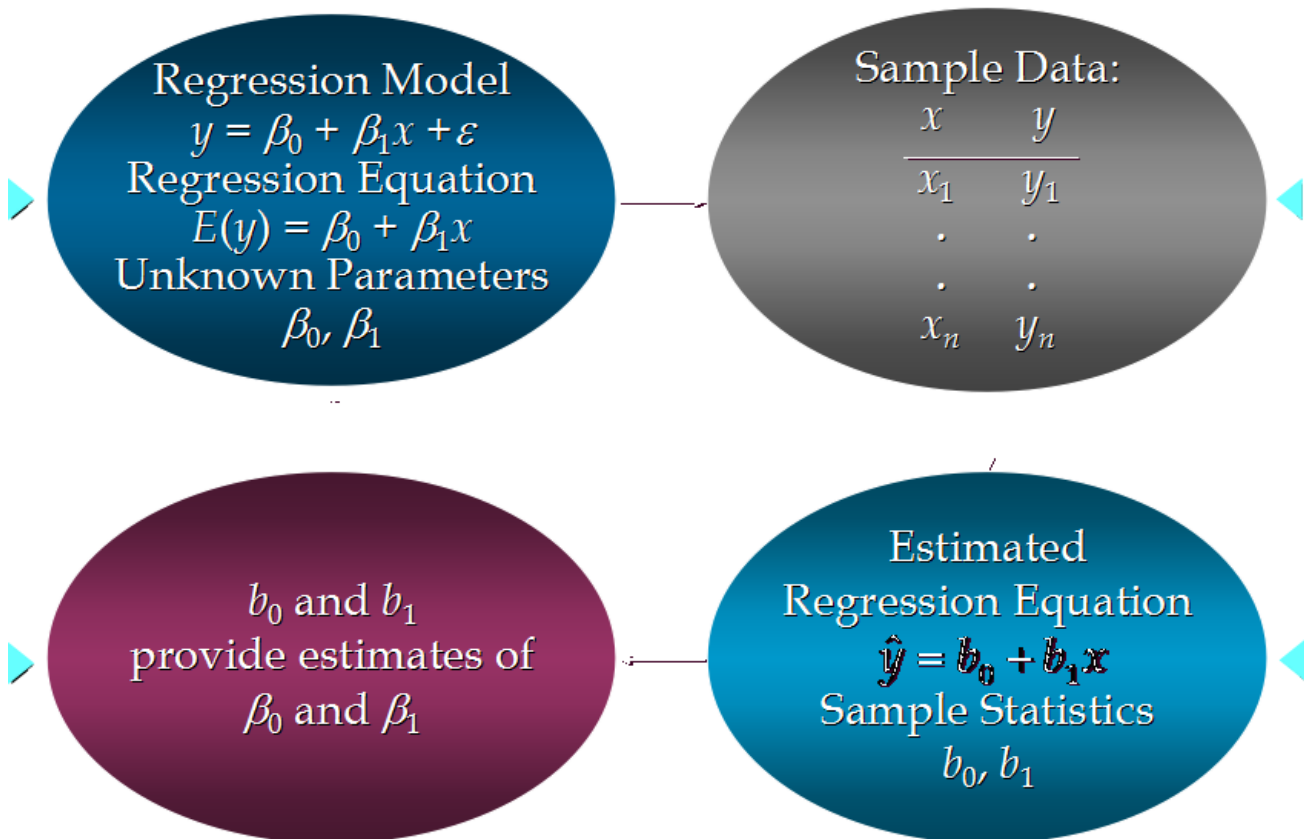 Regression Model
y = β₀ + β₁x + ε
Regression Equation
E(y) = β₀ + β₁x
Unknown Parameters
β₀, β₁
Sample Data:
x y
x₁ y₁
. .
. .
xₙ yₙ
b₀ and b₁
provide estimates of
β₀ and β₁
Estimated
Regression Equation
ŷ = b₀ + b₁x
Sample Statistics
b₀, b₁